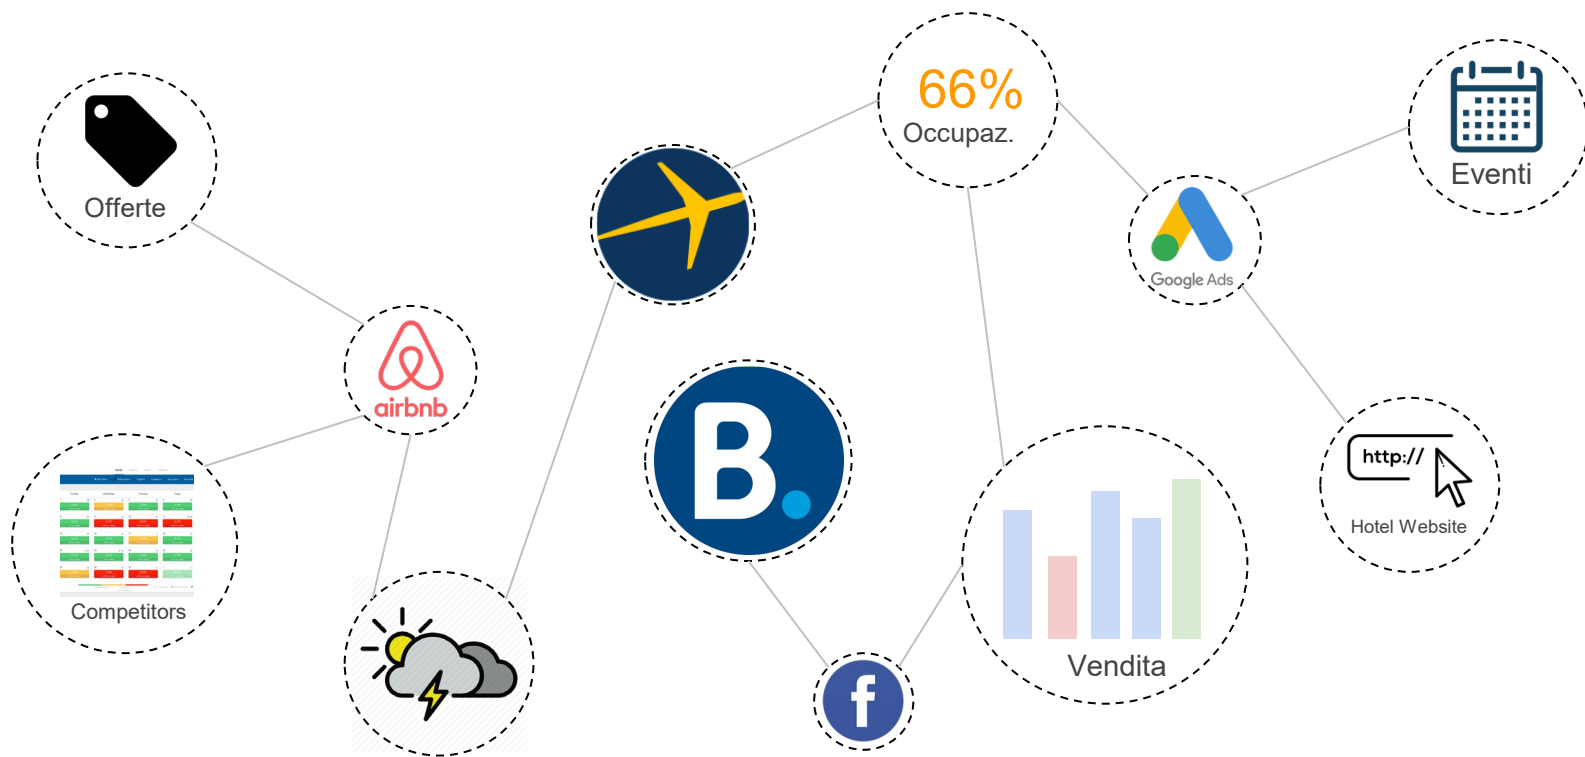 66%
Occupaz.
Eventi
Offerte
Google Ads
airbnb
B.
http://
Hotel Website
Competitors
Vendita
f